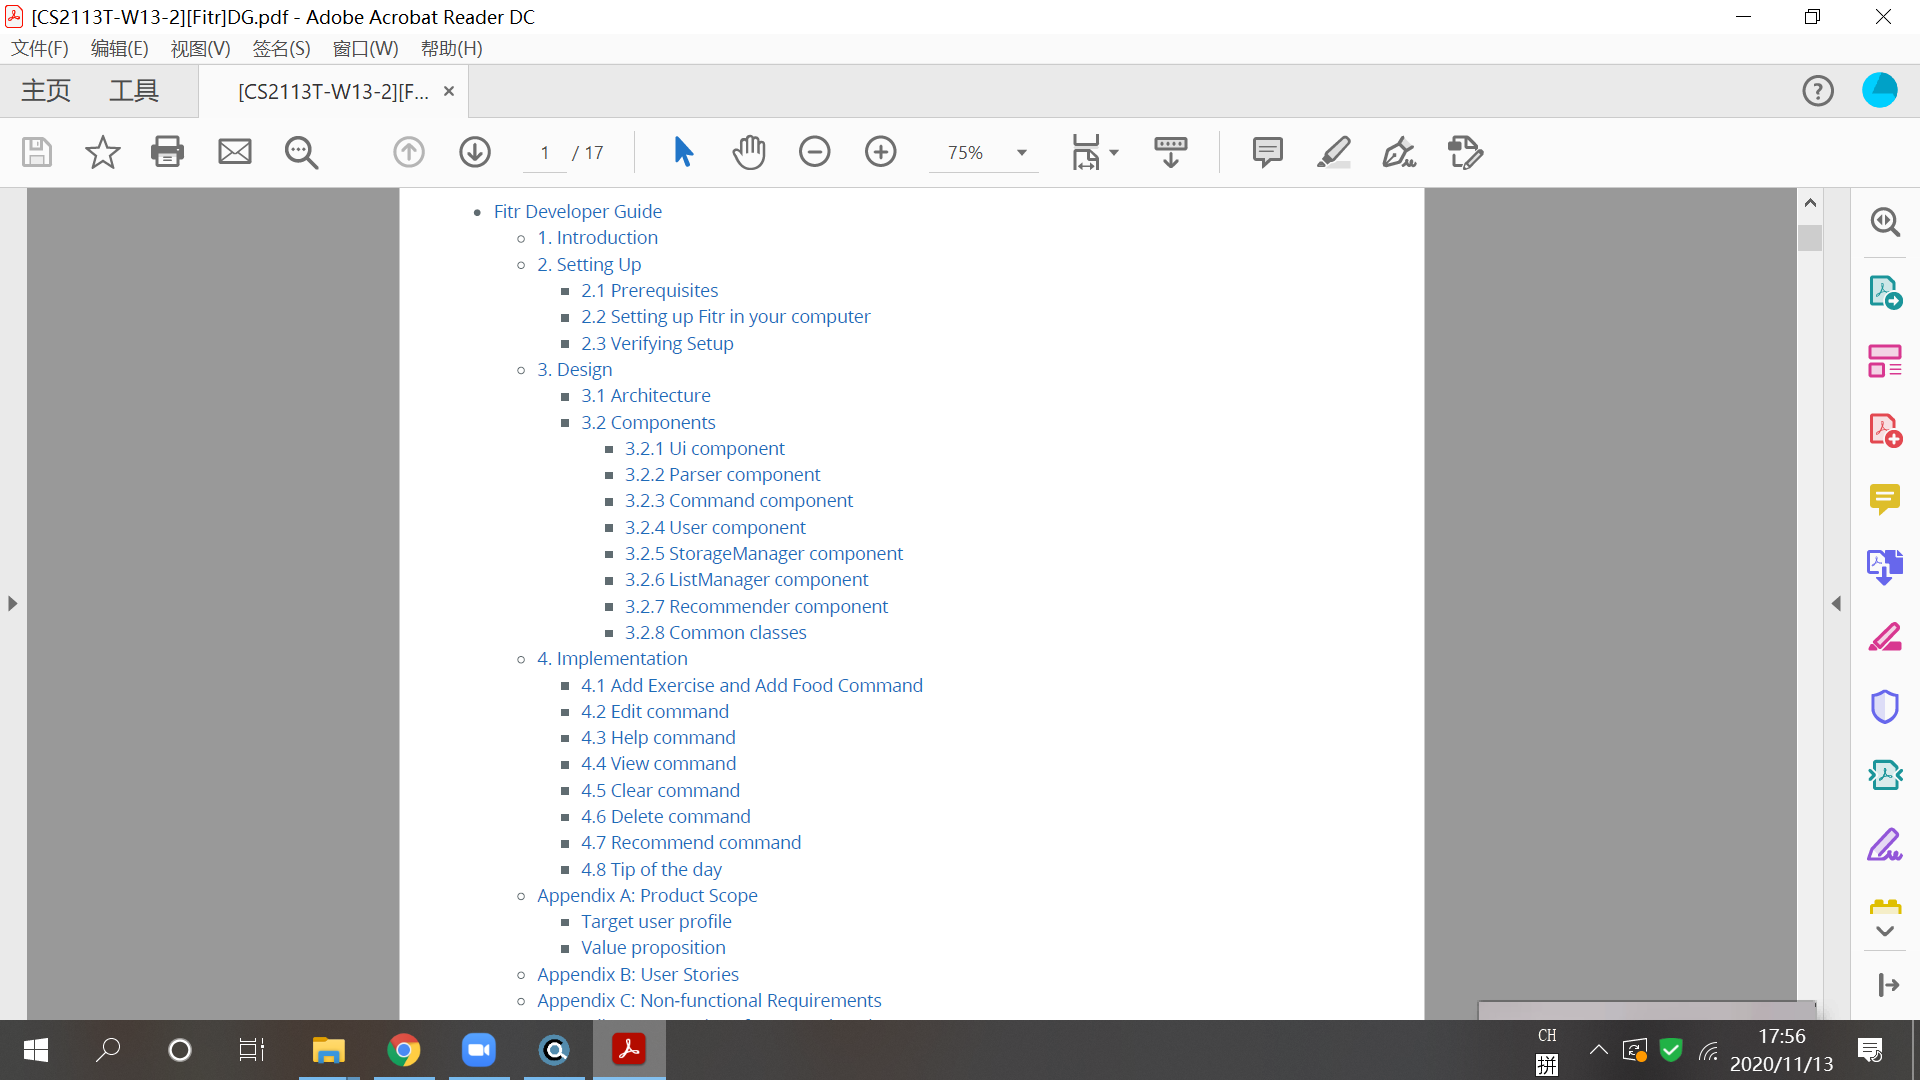 [CS2113T-W13-2][Fitr]DG.pdf - Adobe Acrobat Reader DC
文件(F) 编辑(E) 视图(V) 签名(S) 窗口(W) 帮助(H)
主页 工具 [CS2113T-W13-2][F... ×
1 / 17 75%
Fitr Developer Guide
1. Introduction
2. Setting Up
2.1 Prerequisites
2.2 Setting up Fitr in your computer
2.3 Verifying Setup
3. Design
3.1 Architecture
3.2 Components
3.2.1 Ui component
3.2.2 Parser component
3.2.3 Command component
3.2.4 User component
3.2.5 StorageManager component
3.2.6 ListManager component
3.2.7 Recommender component
3.2.8 Common classes
4. Implementation
4.1 Add Exercise and Add Food Command
4.2 Edit command
4.3 Help command
4.4 View command
4.5 Clear command
4.6 Delete command
4.7 Recommend command
4.8 Tip of the day
Appendix A: Product Scope
Target user profile
Value proposition
Appendix B: User Stories
Appendix C: Non-functional Requirements
CH
拼
17:56
2020/11/13